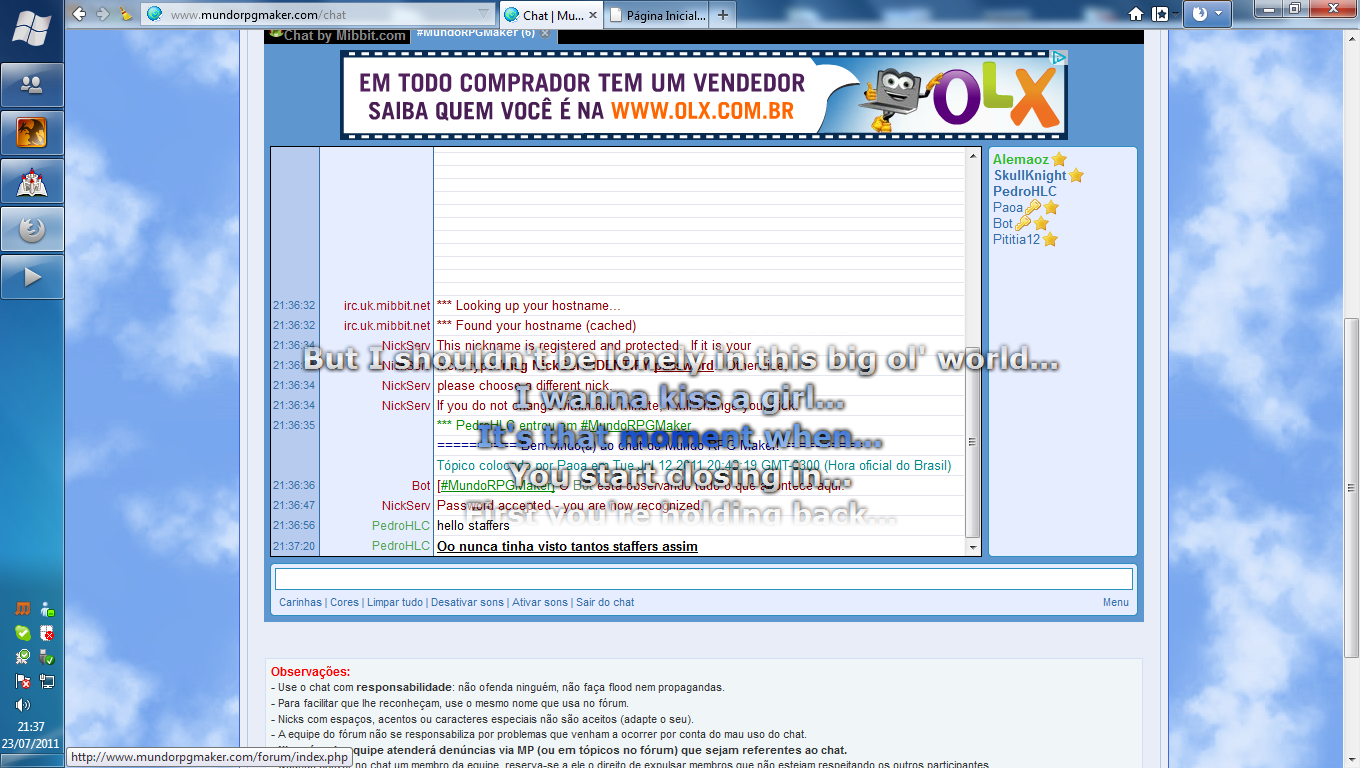 www.mundorpgmaker.com/chat
Chat | Mu...
Página Inicial...
Chat by Mibbit.com
#MundoRPGMaker (6)
EM TODO COMPRADOR TEM UM VENDEDOR
SAIBA QUEM VOCÊ É NA WWW.OLX.COM.BR
OLX
Alemaoz
SkullKnight
PedroHLC
Paoa
Bot
Pititia12
21:36:32 irc.uk.mibbit.net *** Looking up your hostname...
21:36:32 irc.uk.mibbit.net *** Found your hostname (cached)
21:36:34 NickServ This nickname is registered and protected. If it is your
But I shouldn't be lonely in this big ol' world...
21:36:34 NickServ please choose a different nick.
I wanna kiss a girl...
21:36:34 NickServ If you do not change within one minute, I will change your nick.
21:36:35 *** PedroHLC entrou em #MundoRPGMaker
It's that moment when...
Bem vindo(a) ao chat do Mundo RPG Maker!
Tópico colocado por Paoa em Tue Jul 12 2011 20:49:19 GMT-0300 (Hora oficial do Brasil)
You start closing in...
21:36:36 Bot [#MundoRPGMaker] O Bot está observando tudo o que acontece aqui.
21:36:47 NickServ Password accepted - you are now recognized.
First you're holding back...
21:36:56 PedroHLC hello staffers
21:37:20 PedroHLC Oo nunca tinha visto tantos staffers assim
Carinhas | Cores | Limpar tudo | Desativar sons | Ativar sons | Sair do chat
Menu
Observações:
- Use o chat com responsabilidade: não ofenda ninguém, não faça flood nem propagandas.
- Para facilitar que lhe reconheçam, use o mesmo nome que usa no fórum.
- Nicks com espaços, acentos ou caracteres especiais não são aceitos (adapte o seu).
- A equipe do fórum não se responsabiliza por problemas que venham a ocorrer por conta do mau uso do chat.
equipe atenderá denúncias via MP (ou em tópicos no fórum) que sejam referentes ao chat.
no chat um membro da equipe, reserva-se a ele o direito de expulsar membros que não estejam respeitando os outros participantes.
21:37
23/07/2011
http://www.mundorpgmaker.com/forum/index.php